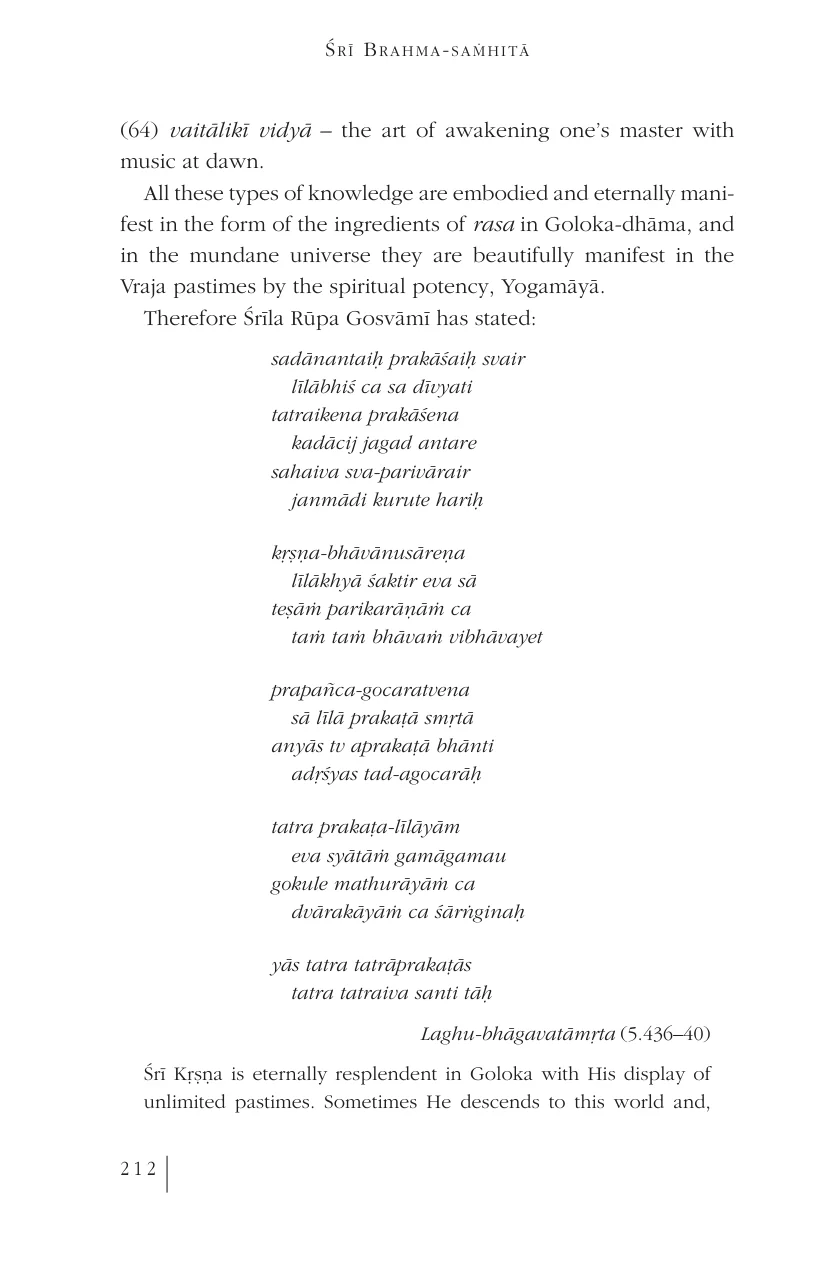 Śrī Brahma-saṁhitā
(64) vaitālikī vidyā – the art of awakening one’s master with
music at dawn.
All these types of knowledge are embodied and eternally mani-
fest in the form of the ingredients of rasa in Goloka-dhāma, and
in the mundane universe they are beautifully manifest in the
Vraja pastimes by the spiritual potency, Yogamāyā.
Therefore Śrīla Rūpa Gosvāmī has stated:
sadānantaiḥ prakāśaiḥ svair
līlābhiś ca sa dīvyati
tatraikena prakāśena
kadācij jagad antare
sahaiva sva-parivārair
janmādi kurute hariḥ
kṛṣṇa-bhāvānusāreṇa
līlākhyā śaktir eva sā
teṣāṁ parikarāṇāṁ ca
taṁ taṁ bhāvaṁ vibhāvayet
prapañca-gocaratvena
sā līlā prakaṭā smṛtā
anyās tv aprakaṭā bhānti
adṛśyas tad-agocarāḥ
tatra prakaṭa-līlāyām
eva syātāṁ gamāgamau
gokule mathurāyāṁ ca
dvārakāyāṁ ca śārṅginaḥ
yās tatra tatrāprakaṭās
tatra tatraiva santi tāḥ
Laghu-bhāgavatāmṛta (5.436–40)
Śrī Kṛṣṇa is eternally resplendent in Goloka with His display of
unlimited pastimes. Sometimes He descends to this world and,
212